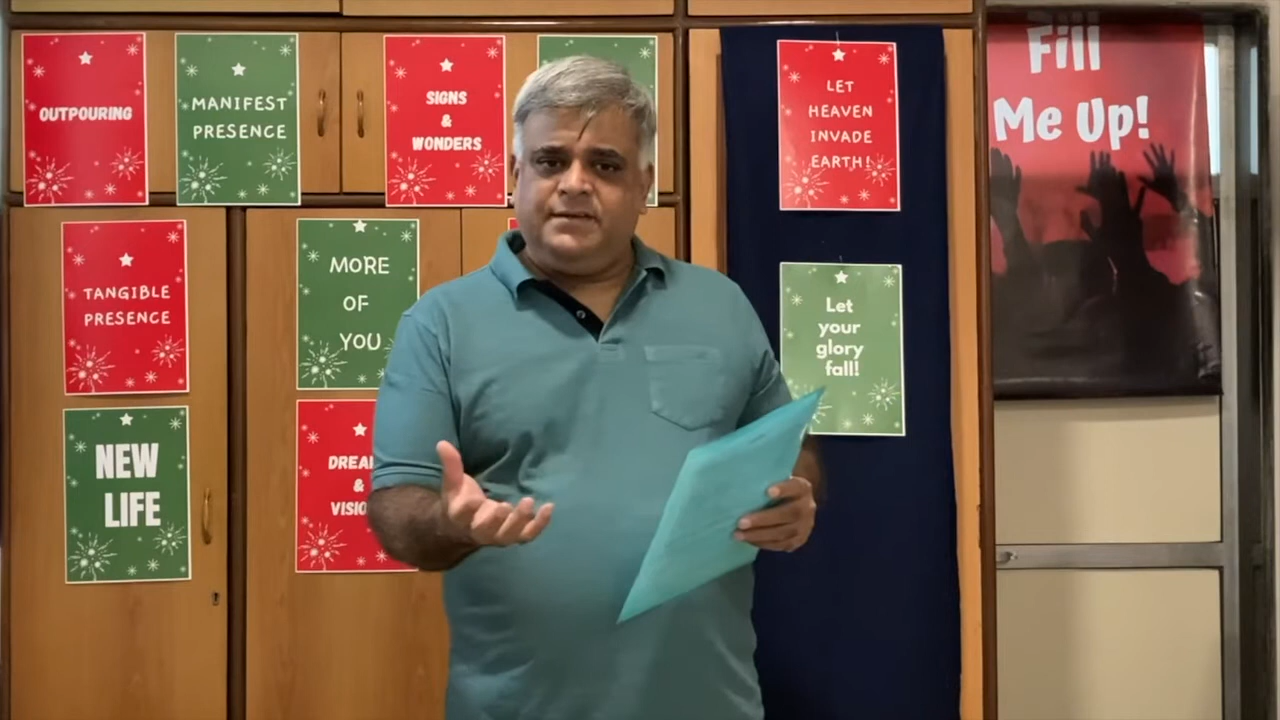 OUTPOURING
MANIFEST
PRESENCE
SIGNS
&
WONDERS
LET
HEAVEN
INVADE
EARTH!
Fill
Me Up!
TANGIBLE
PRESENCE
MORE
OF
YOU
Let
your
glory
fall!
NEW
LIFE
&